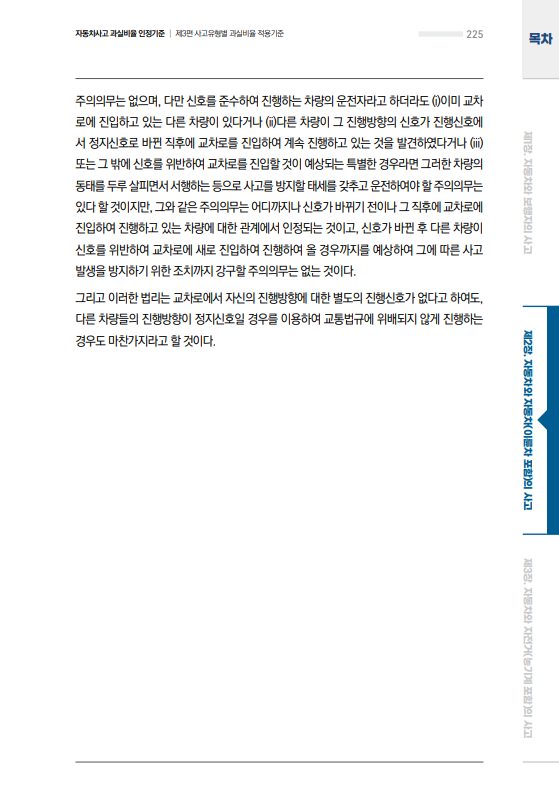 자동차사고 과실비율 인정기준 | 제3편 사고유형별 과실비율 적용기준
225
목차
주의의무는 없으며, 다만 신호를 준수하여 진행하는 차량의 운전자라고 하더라도 (i)이미 교차
로에 진입하고 있는 다른 차량이 있다거나 (ii)다른 차량이 그 진행방향의 신호가 진행신호에
서 정지신호로 바뀐 직후에 교차로를 진입하여 계속 진행하고 있는 것을 발견하였다거나 (iii)
또는 그 밖에 신호를 위반하여 교차로를 진입할 것이 예상되는 특별한 경우라면 그러한 차량의
동태를 두루 살피면서 서행하는 등으로 사고를 방지할 태세를 갖추고 운전하여야 할 주의의무는
있다 할 것이지만, 그와 같은 주의의무는 어디까지나 신호가 바뀌기 전이나 그 직후에 교차로에
진입하여 진행하고 있는 차량에 대한 관계에서 인정되는 것이고, 신호가 바뀐 후 다른 차량이
신호를 위반하여 교차로에 새로 진입하여 진행하여 올 경우까지를 예상하여 그에 따른 사고
발생을 방지하기 위한 조치까지 강구할 주의의무는 없는 것이다.
그리고 이러한 법리는 교차로에서 자신의 진행방향에 대한 별도의 진행신호가 없다고 하여도,
다른 차량들의 진행방향이 정지신호일 경우를 이용하여 교통법규에 위배되지 않게 진행하는
경우도 마찬가지라고 할 것이다.
제1장. 자동차와 보행자의 사고
제2장. 자동차와 자동차(이륜차 포함)의 사고
제3장. 자동차와 자전거(농기계 포함)의 사고